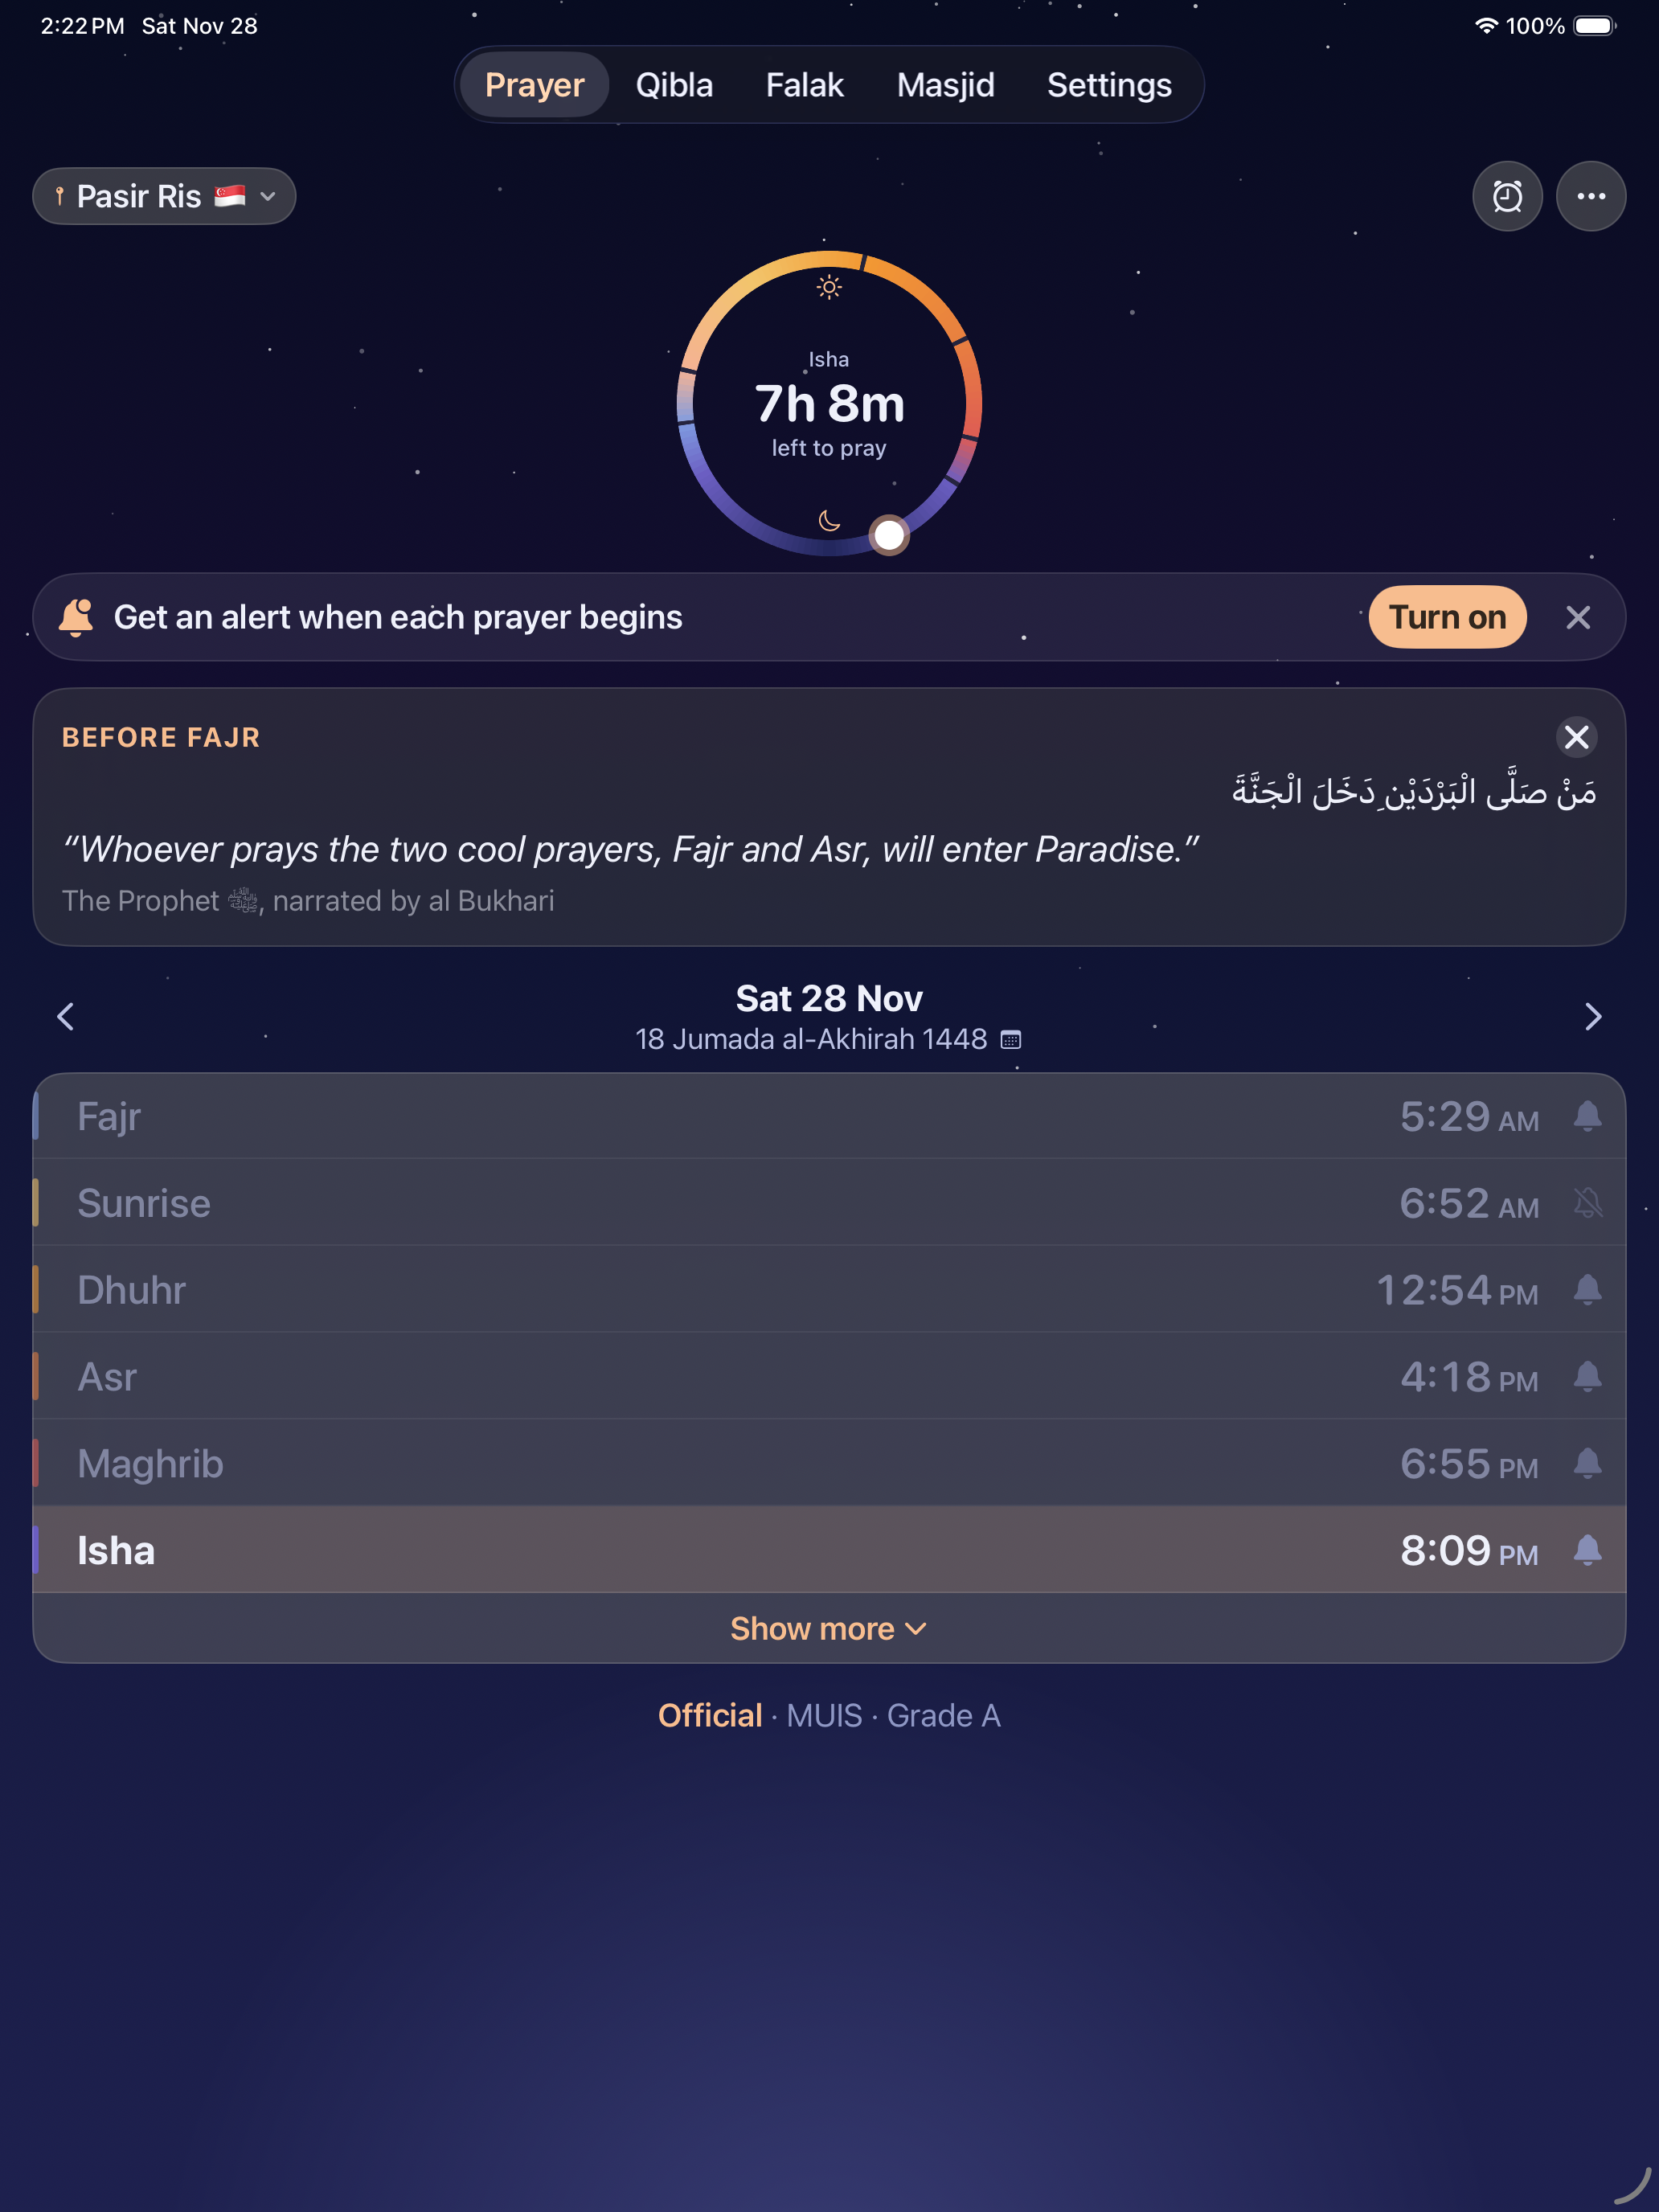 2:22 PM Sat Nov 28
100%
Prayer Qibla Falak Masjid Settings
Pasir Ris
Isha
7h 8m
left to pray
Get an alert when each prayer begins
Turn on
BEFORE FAJR
مَنْ صَلَّى الْبَرْدَيْنِ دَخَلَ الْجَنَّةَ
“Whoever prays the two cool prayers, Fajr and Asr, will enter Paradise.”
The Prophet ﷺ, narrated by al Bukhari
Sat 28 Nov
18 Jumada al-Akhirah 1448
Fajr 5:29 AM
Sunrise 6:52 AM
Dhuhr 12:54 PM
Asr 4:18 PM
Maghrib 6:55 PM
Isha 8:09 PM
Show more
Official · MUIS · Grade A